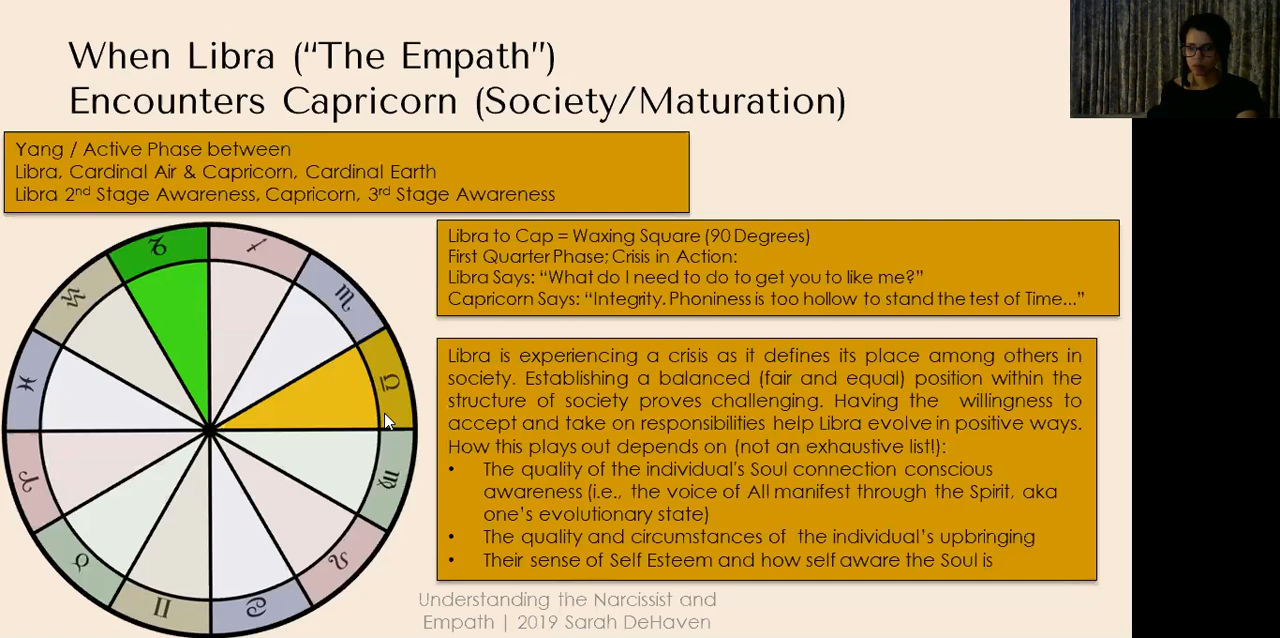 When Libra (“The Empath”)
Encounters Capricorn (Society/Maturation)
Yang / Active Phase between
Libra, Cardinal Air & Capricorn, Cardinal Earth
Libra 2nd Stage Awareness, Capricorn, 3rd Stage Awareness
Libra to Cap = Waxing Square (90 Degrees)
First Quarter Phase; Crisis in Action:
Libra Says: “What do I need to do to get you to like me?”
Capricorn Says: “Integrity. Phoniness is too hollow to stand the test of Time...”
Libra is experiencing a crisis as it defines its place among others in
society. Establishing a balanced (fair and equal) position within the
structure of society proves challenging. Having the willingness to
accept and take on responsibilities help Libra evolve in positive ways.
How this plays out depends on (not an exhaustive list!):
• The quality of the individual's Soul connection conscious
awareness (i.e., the voice of All manifest through the Spirit, aka
one’s evolutionary state)
• The quality and circumstances of the individual’s upbringing
• Their sense of Self Esteem and how self aware the Soul is
Understanding the Narcissist and
Empath | 2019 Sarah DeHaven